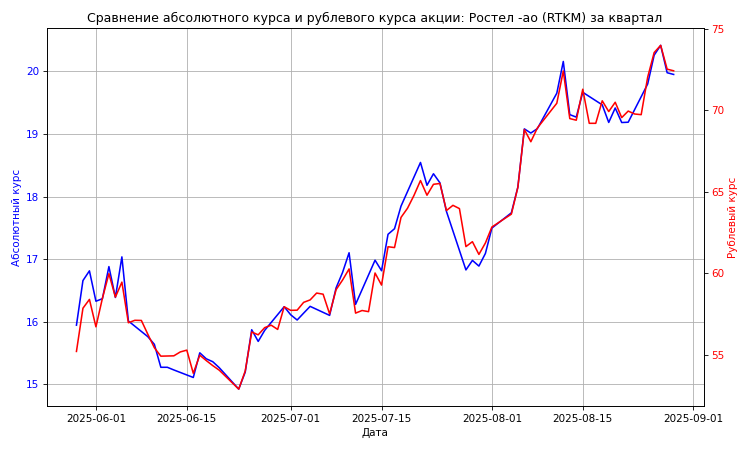 Сравнение абсолютного курса и рублевого курса акции: Ростел -ао (RTKM) за квартал
Абсолютный курс
20
19
18
17
16
15
75
70
65
60
55
Рублевый курс
2025-06-01 2025-06-15 2025-07-01 2025-07-15 2025-08-01 2025-08-15 2025-09-01
Дата